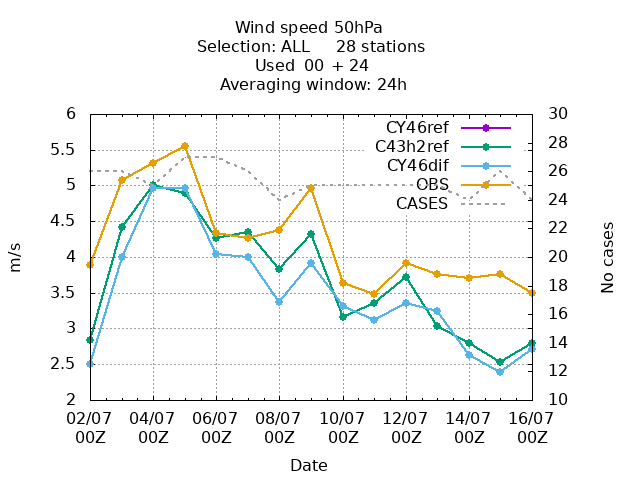 Wind speed 50hPa
Selection: ALL     28 stations
Used  00 + 24
Averaging window: 24h
CY46ref
C43h2ref
CY46dif
OBS
CASES
6
5.5
5
4.5
4
3.5
3
2.5
2
30
28
26
24
22
20
18
16
14
12
10
m/s
No cases
02/07 04/07 06/07 08/07 10/07 12/07 14/07 16/07
00Z 00Z 00Z 00Z 00Z 00Z 00Z 00Z
Date